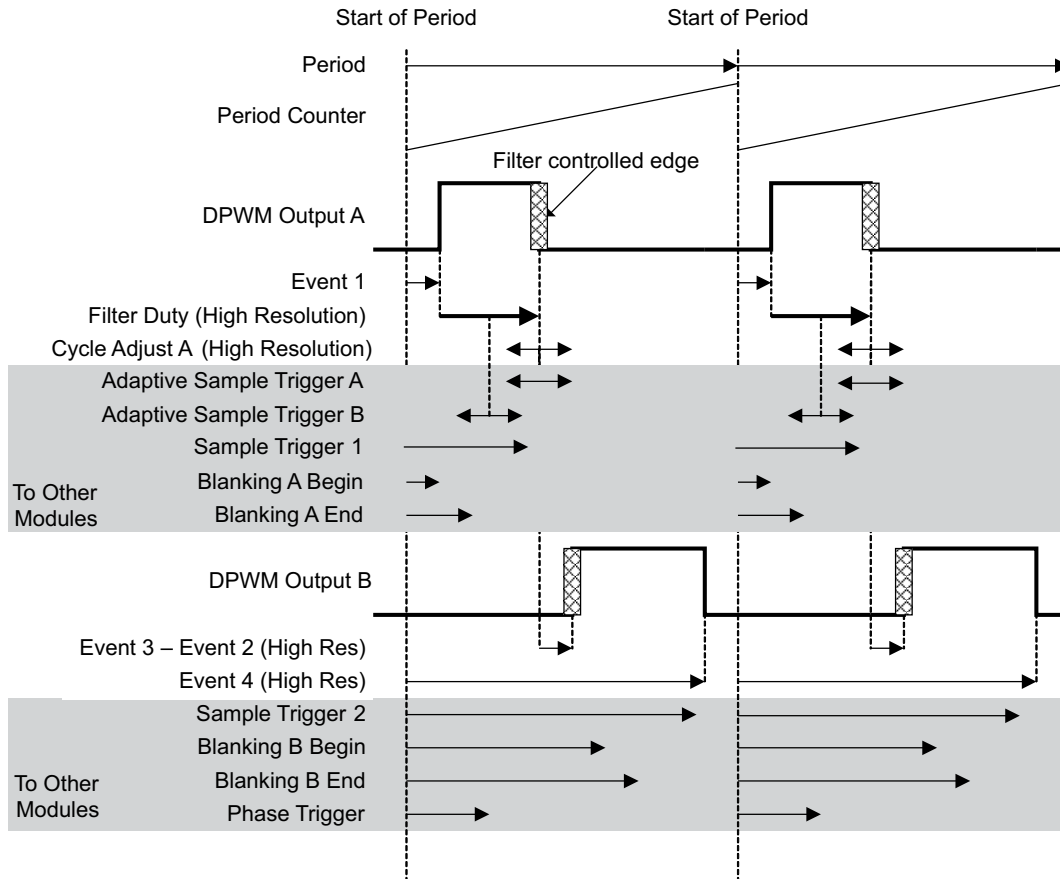 Start of Period
Start of Period
Period
Period Counter
Filter controlled edge
DPWM Output A
Event 1
Filter Duty (High Resolution)
Cycle Adjust A (High Resolution)
Adaptive Sample Trigger A
Adaptive Sample Trigger B
Sample Trigger 1
Blanking A Begin
To Other
Modules
Blanking A End
DPWM Output B
Event 3 – Event 2 (High Res)
Event 4 (High Res)
Sample Trigger 2
Blanking B Begin
Blanking B End
To Other
Modules
Phase Trigger